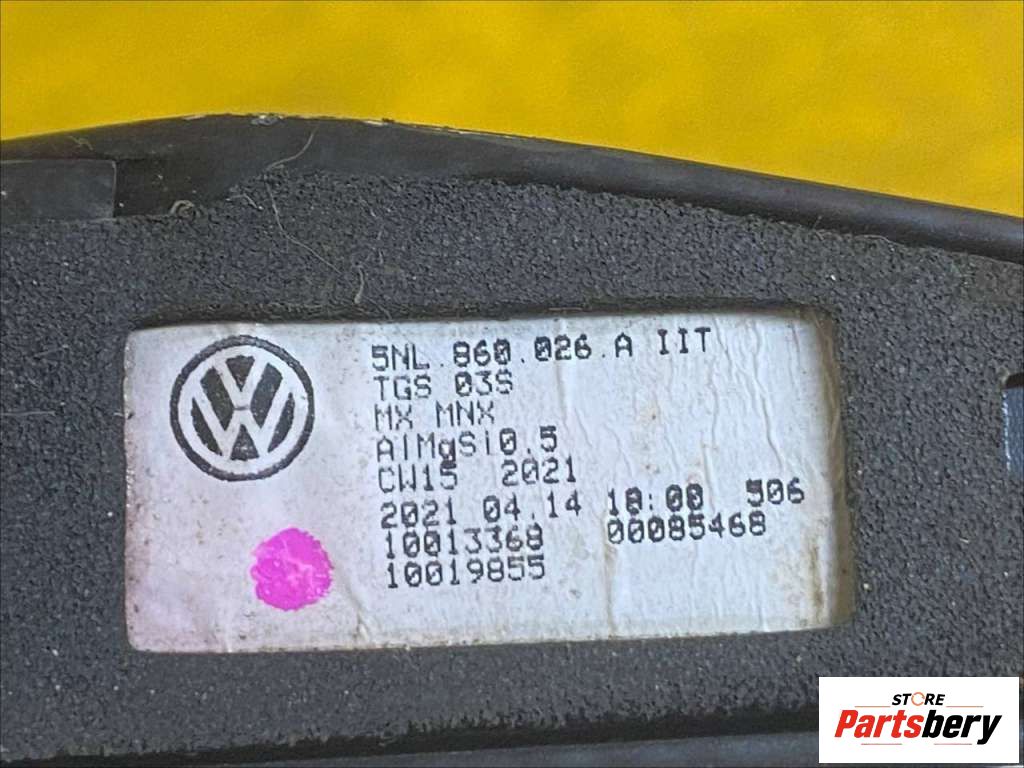 5NL.860.026.A IIT
TGS 03S
MX MNX
AlMgSi0.5
CW15 2021
2021.04.14 18:00 506
10013368 00085468
10019855
STORE
Partsbery